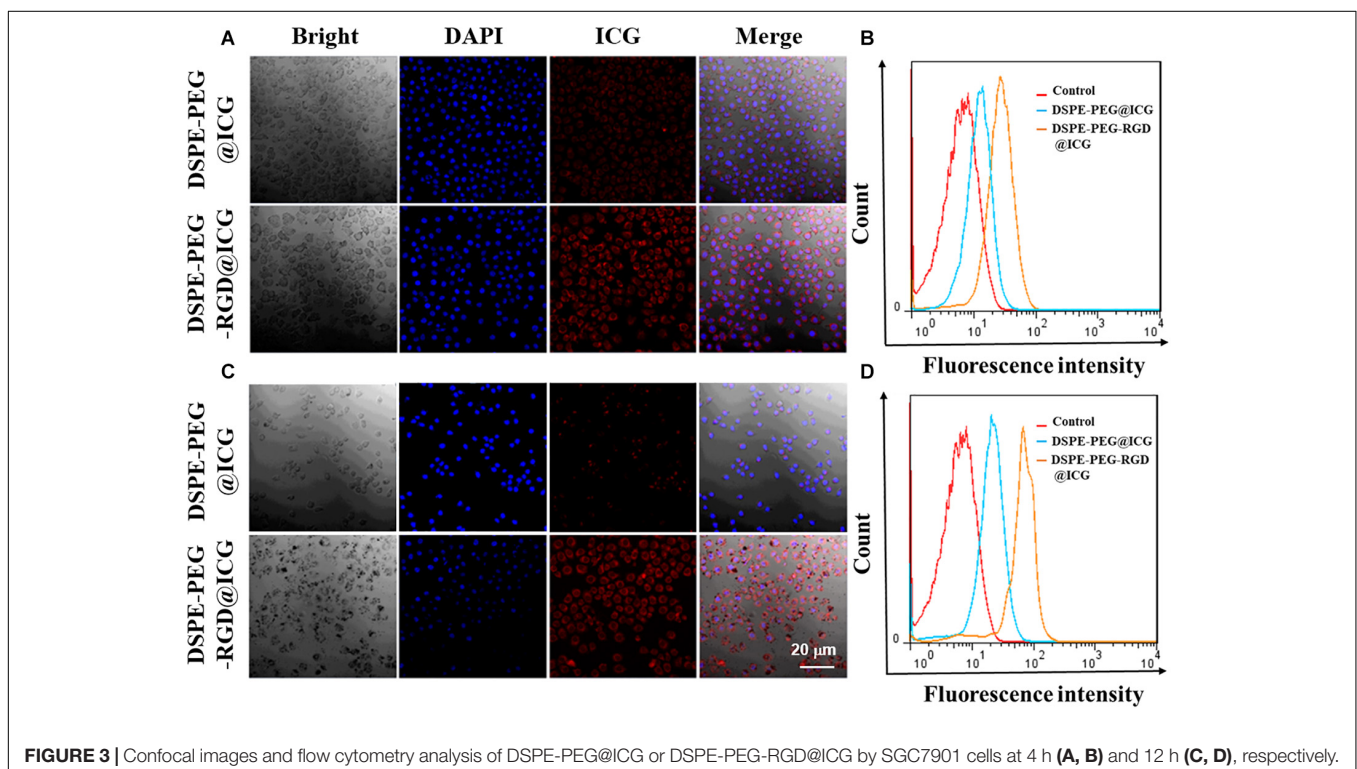 A
Bright
DAPI
ICG
Merge
DSPE-PEG
@ICG
DSPE-PEG
-RGD@ICG
B
Count
Control
DSPE-PEG@ICG
DSPE-PEG-RGD
@ICG
0
10^0
10^1
10^2
10^3
10^4
Fluorescence intensity
C
DSPE-PEG
@ICG
DSPE-PEG
-RGD@ICG
20 μm
D
Count
Control
DSPE-PEG@ICG
DSPE-PEG-RGD
@ICG
0
10^0
10^1
10^2
10^3
10^4
Fluorescence intensity
FIGURE 3 | Confocal images and flow cytometry analysis of DSPE-PEG@ICG or DSPE-PEG-RGD@ICG by SGC7901 cells at 4 h (A, B) and 12 h (C, D), respectively.